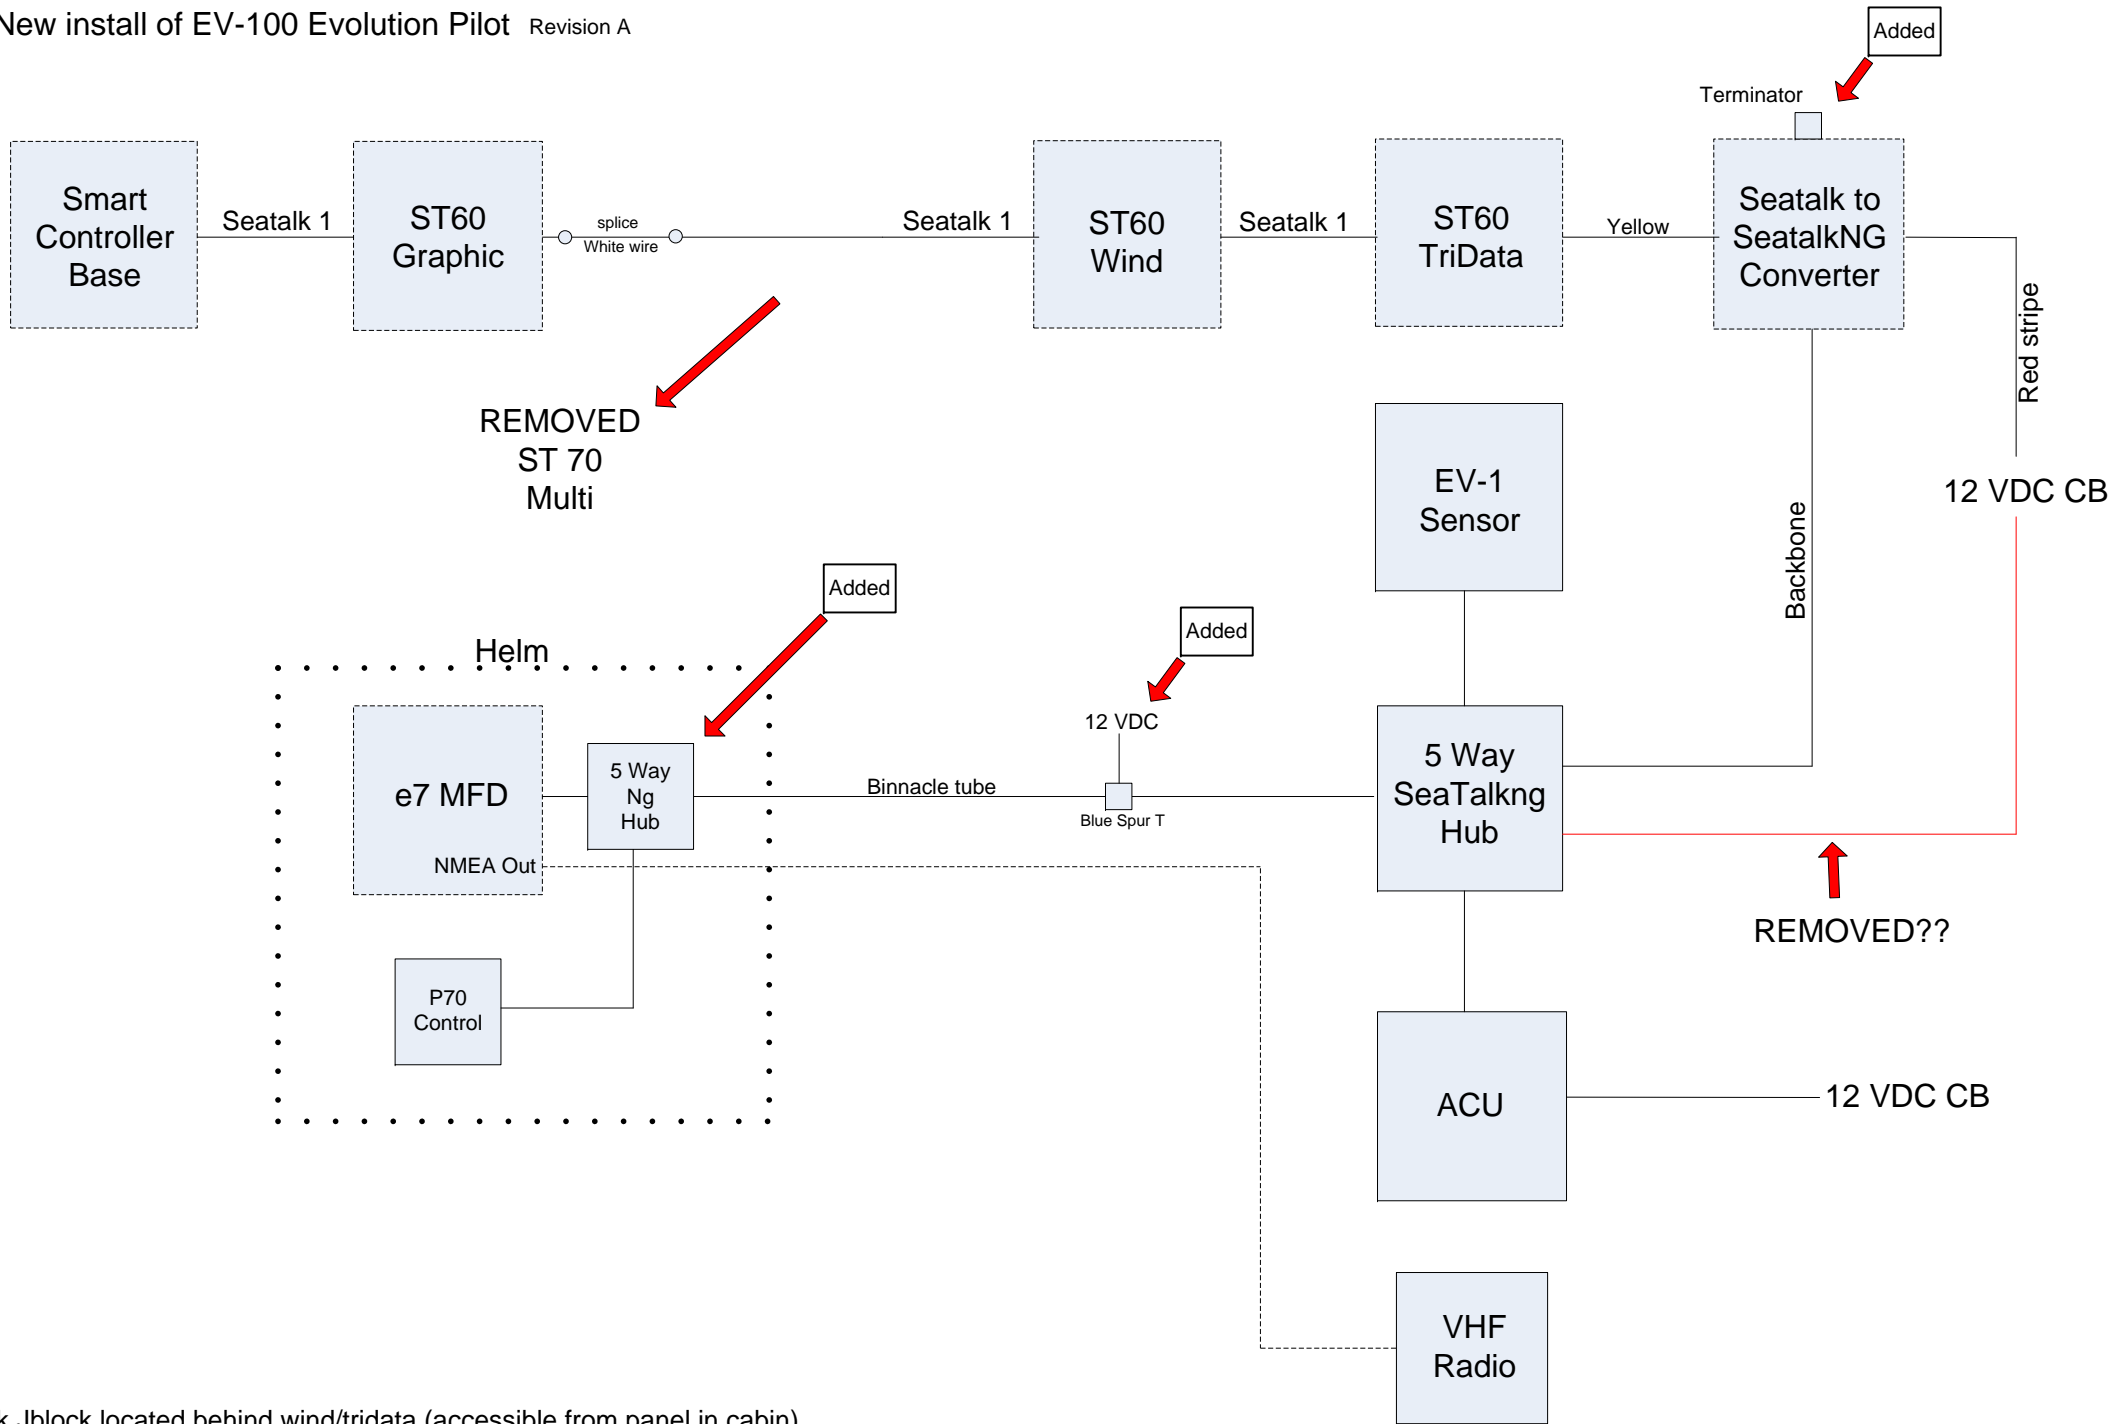 New install of EV-100 Evolution Pilot Revision A
Added
Terminator
Smart
Controller
Base
Seatalk 1
ST60
Graphic
splice
White wire
Seatalk 1
ST60
Wind
Seatalk 1
ST60
TriData
Yellow
Seatalk to
SeatalkNG
Converter
Red stripe
REMOVED
ST 70
Multi
EV-1
Sensor
Backbone
12 VDC CB
Added
Added
Helm
12 VDC
e7 MFD
NMEA Out
5 Way
Ng
Hub
Binnacle tube
Blue Spur T
5 Way
SeaTalkng
Hub
REMOVED??
P70
Control
ACU
12 VDC CB
VHF
Radio
Jblock located behind wind/tridata (accessible from panel in cabin)